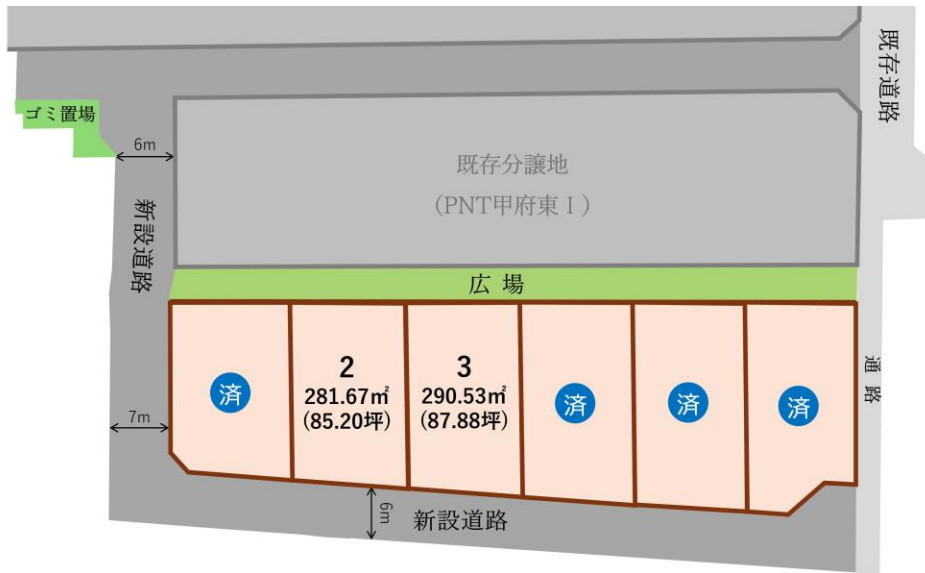 既存道路
ゴミ置場
6m
既存分譲地
（PNT甲府東Ⅰ）
新設道路
広場
済
2
281.67㎡
(85.20坪)
3
290.53㎡
(87.88坪)
済
済
済
通路
7m
6m
新設道路